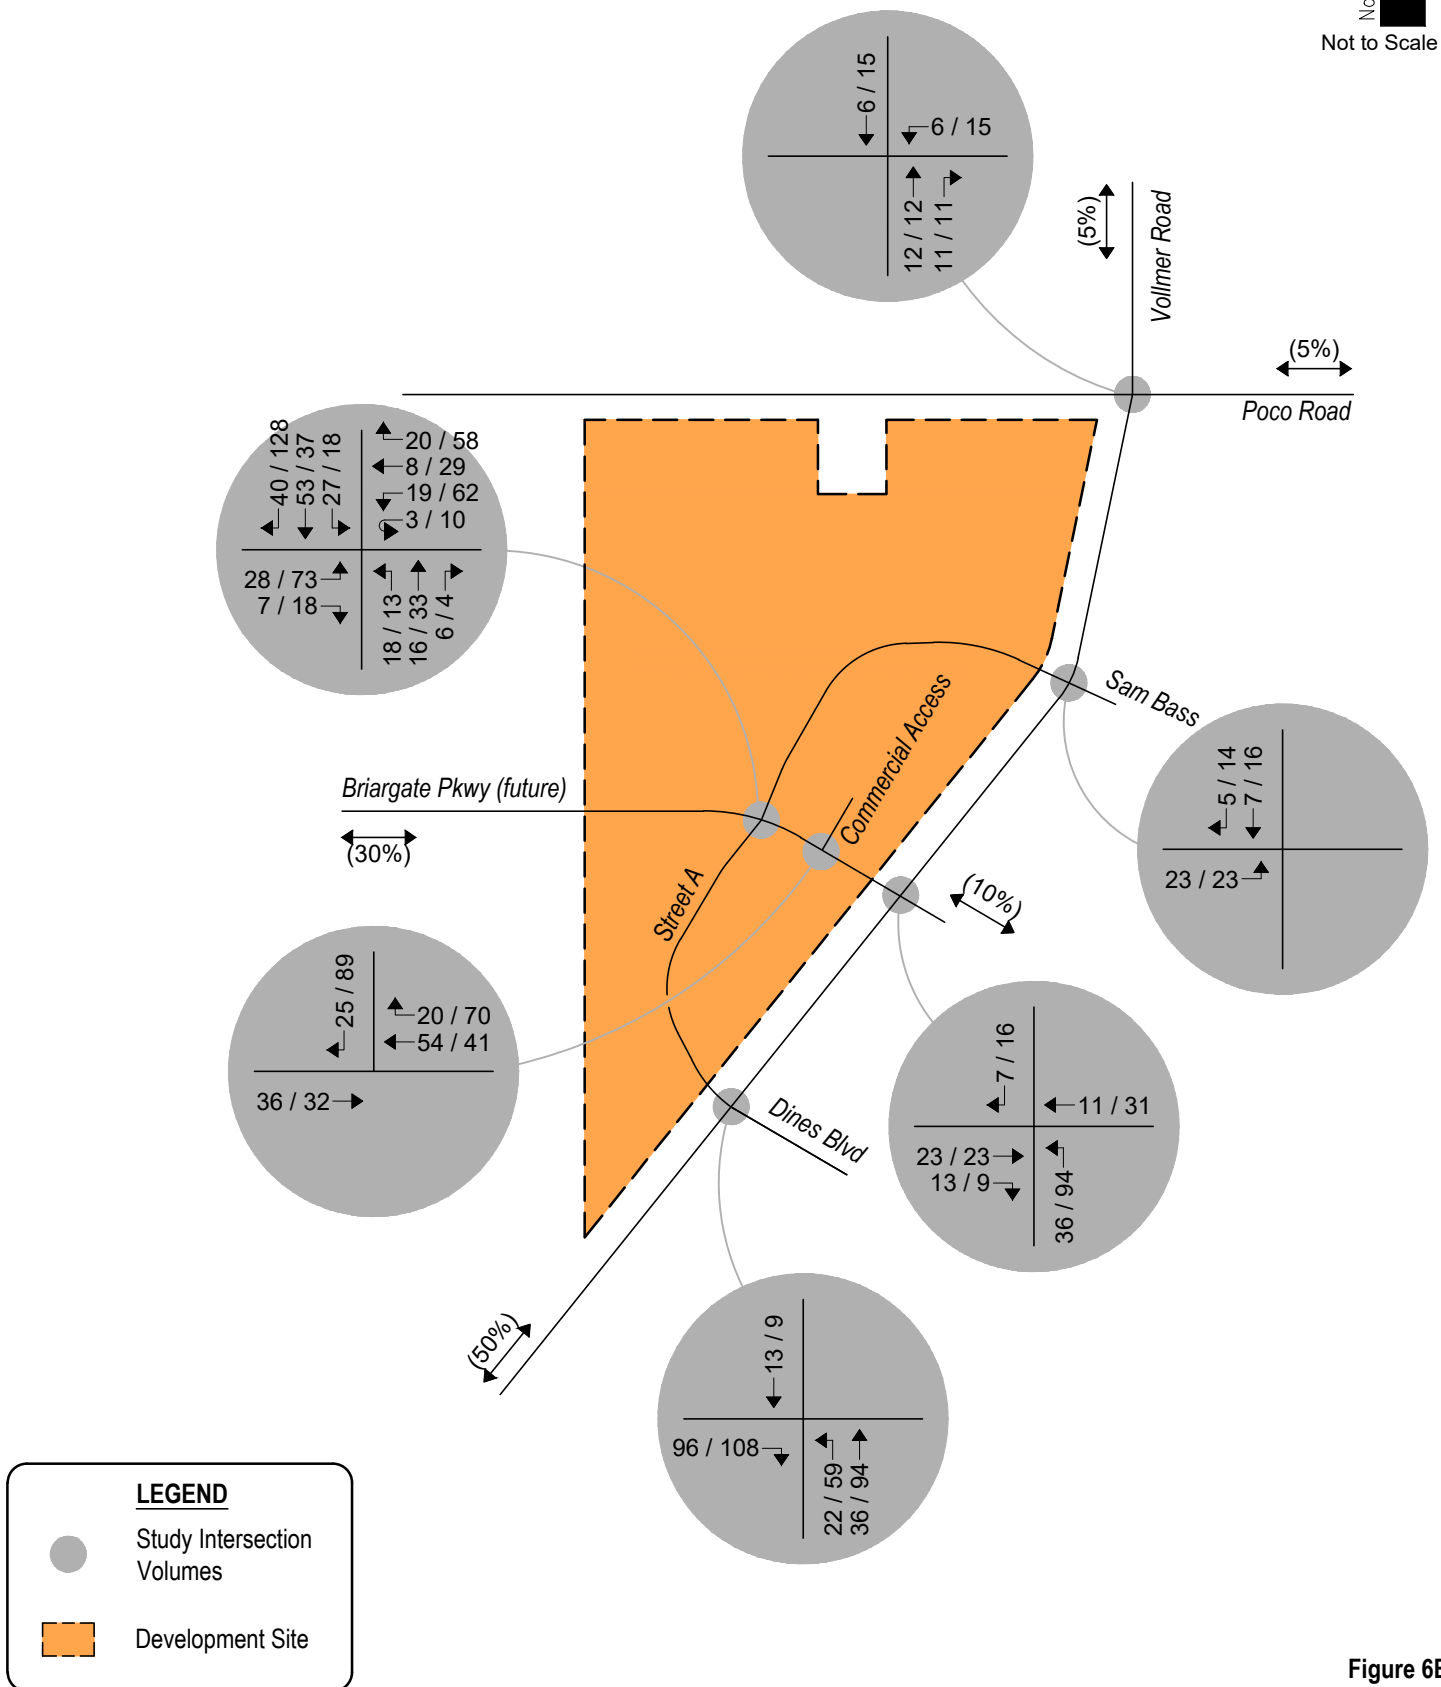 No
Not to Scale
6 / 15
6 / 15
12 / 12
11 / 11
(5%)
Vollmer Road
(5%)
Poco Road
40 / 128
53 / 37
27 / 18
20 / 58
8 / 29
19 / 62
3 / 10
28 / 73
7 / 18
18 / 13
16 / 33
6 / 4
Sam Bass
Commercial Access
5 / 14
7 / 16
23 / 23
Briargate Pkwy (future)
(30%)
Street A
(10%)
25 / 89
20 / 70
54 / 41
36 / 32
7 / 16
11 / 31
23 / 23
13 / 9
36 / 94
Dines Blvd
(50%)
13 / 9
96 / 108
22 / 59
36 / 94
LEGEND
Study Intersection
Volumes
Development Site
Figure 6